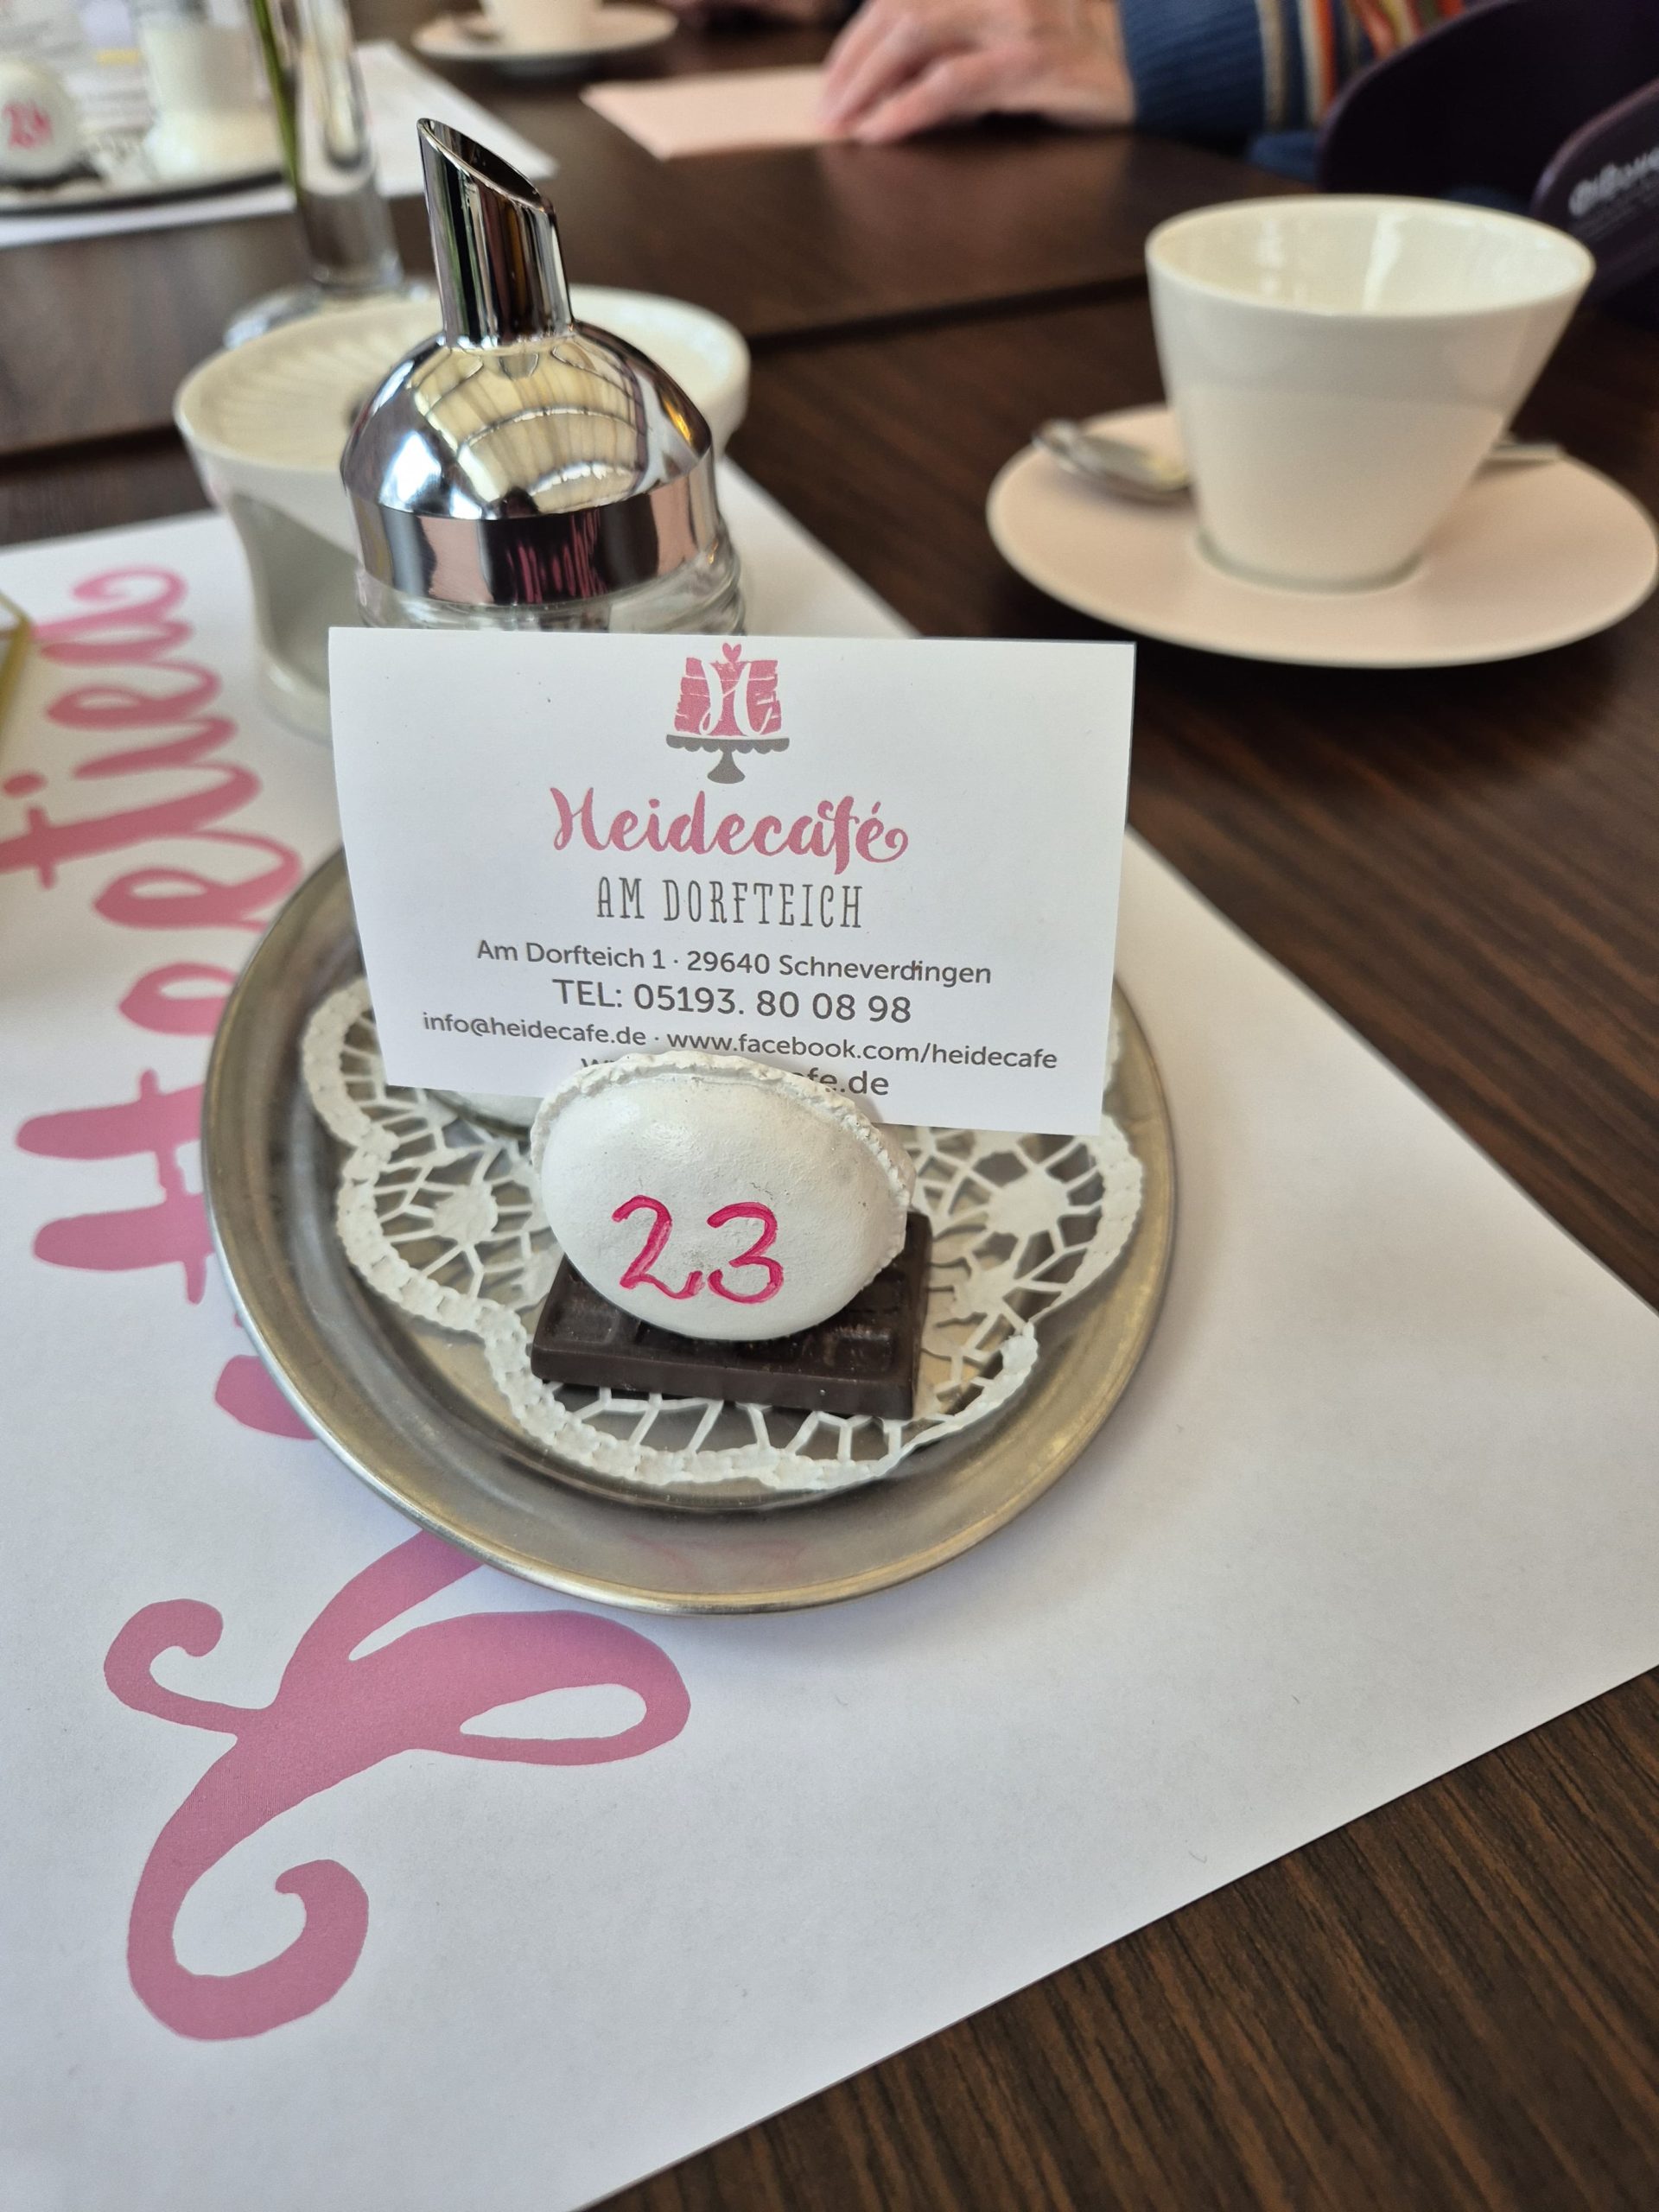 Heidecafé
AM DORFTEICH
Am Dorfteich 1 · 29640 Schneverdingen
TEL: 05193. 80 08 98
info@heidecafe.de · www.facebook.com/heidecafe
23